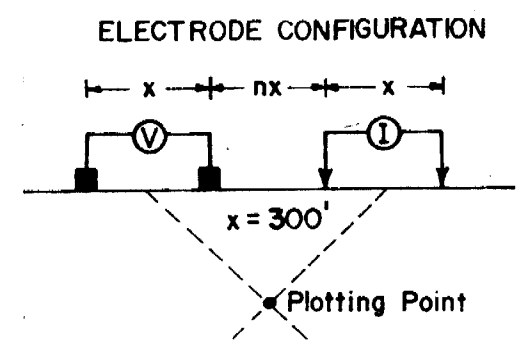 ELECTRODE CONFIGURATION
x nx x
V I
x = 300'
Plotting Point